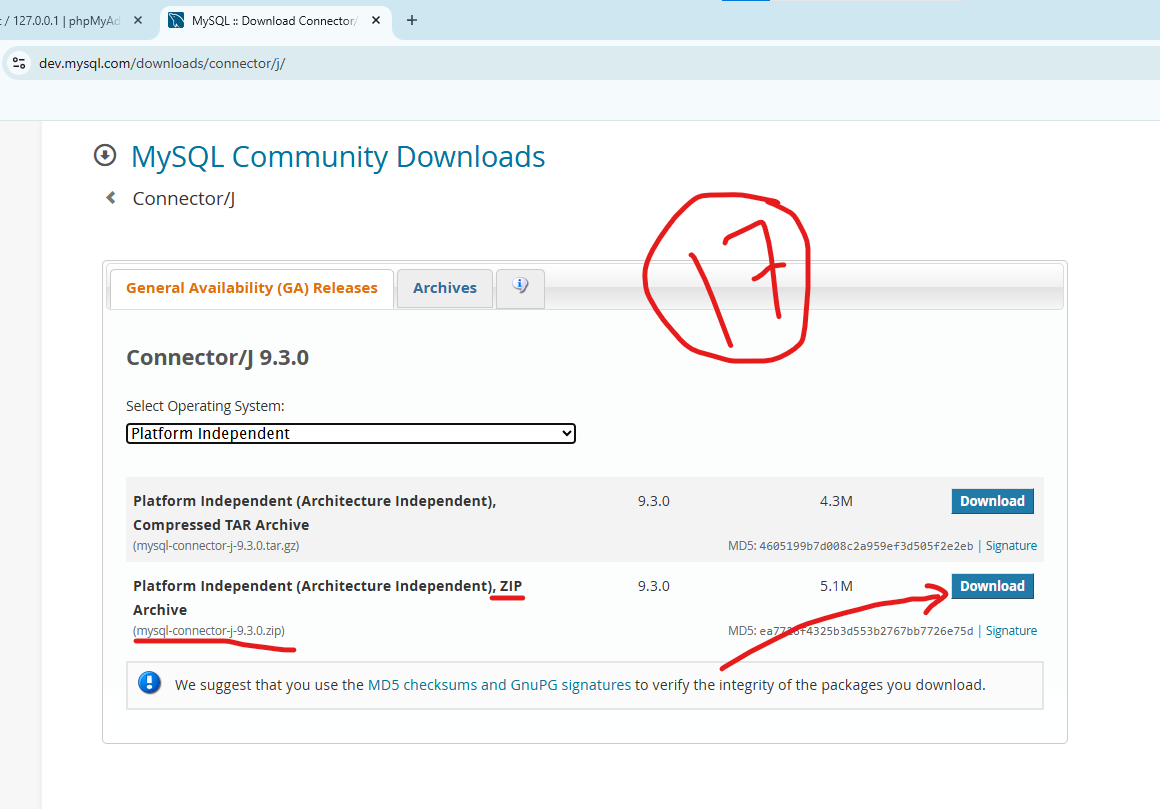 : / 127.0.0.1 | phpMyAd
MySQL :: Download Connector/
dev.mysql.com/downloads/connector/j/
MySQL Community Downloads
Connector/J
17
General Availability (GA) Releases
Archives
Connector/J 9.3.0
Select Operating System:
Platform Independent
Platform Independent (Architecture Independent), 9.3.0 4.3M Download
Compressed TAR Archive
(mysql-connector-j-9.3.0.tar.gz) MD5: 4605199b7d008c2a959ef3d505f2e2eb | Signature
Platform Independent (Architecture Independent), ZIP 9.3.0 5.1M Download
Archive
(mysql-connector-j-9.3.0.zip) MD5: | Signature
We suggest that you use the MD5 checksums and GnuPG signatures to verify the integrity of the packages you download.